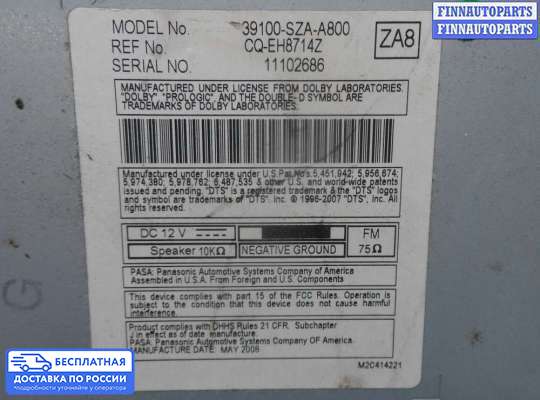 FINNAUTOPARTS
FINNAUTOPARTS
FINNAUTOPARTS
MODEL No. 39100-SZA-A800
REF No. CQ-EH8714Z
SERIAL NO. 11102686
ZA8
MANUFACTURED UNDER LICENSE FROM DOLBY LABORATORIES.
"DOLBY" "PROLOGIC", AND THE DOUBLE-D SYMBOL ARE
TRADEMARKS OF DOLBY LABORATORIES.
Manufactured under license under U.S.Pat.No's.5,451,942; 5,956,674;
5,974,380; 5,978,762; 6,487,535 & other U.S. and world-wide patents
issued and pending. "DTS" is a registered trademark and the "DTS" logos
and symbol are trademarks of "DTS", Inc. © 1996-2007 "DTS", Inc.
All rights reserved.
DC 12 V
FM
Speaker 10KΩ
NEGATIVE GROUND
75Ω
PASA: Panasonic Automotive Systems Company of America
Assembled in U.S.A. From Foreign and U.S. Components
This device complies with part 15 of the FCC Rules. Operation is
subject to the condition that this device does not cause harmful
interference.
Product complies with DHHS Rules 21 CFR, Subchapter
J in effect as of date manufacture.
PASA: Panasonic Automotive Systems Company of America
MANUFACTURE DATE: MAY 2008
M2C414221
G
БЕСПЛАТНАЯ
ДОСТАВКА ПО РОССИИ
подробности уточняйте у оператора